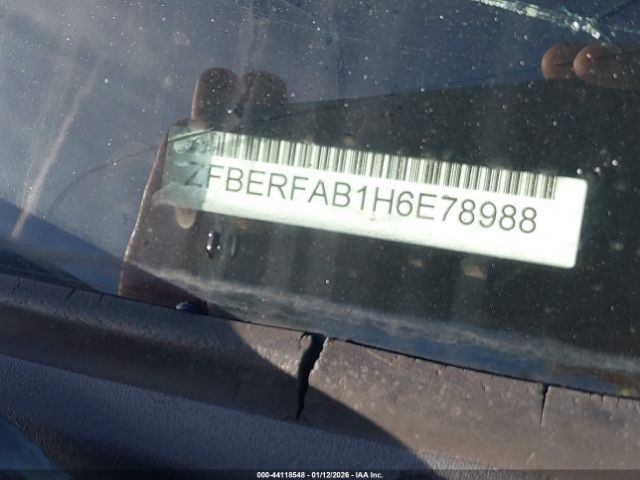 ZFBERFAB1H6E78988
000-44118548 - 01/12/2026 - IAA Inc.